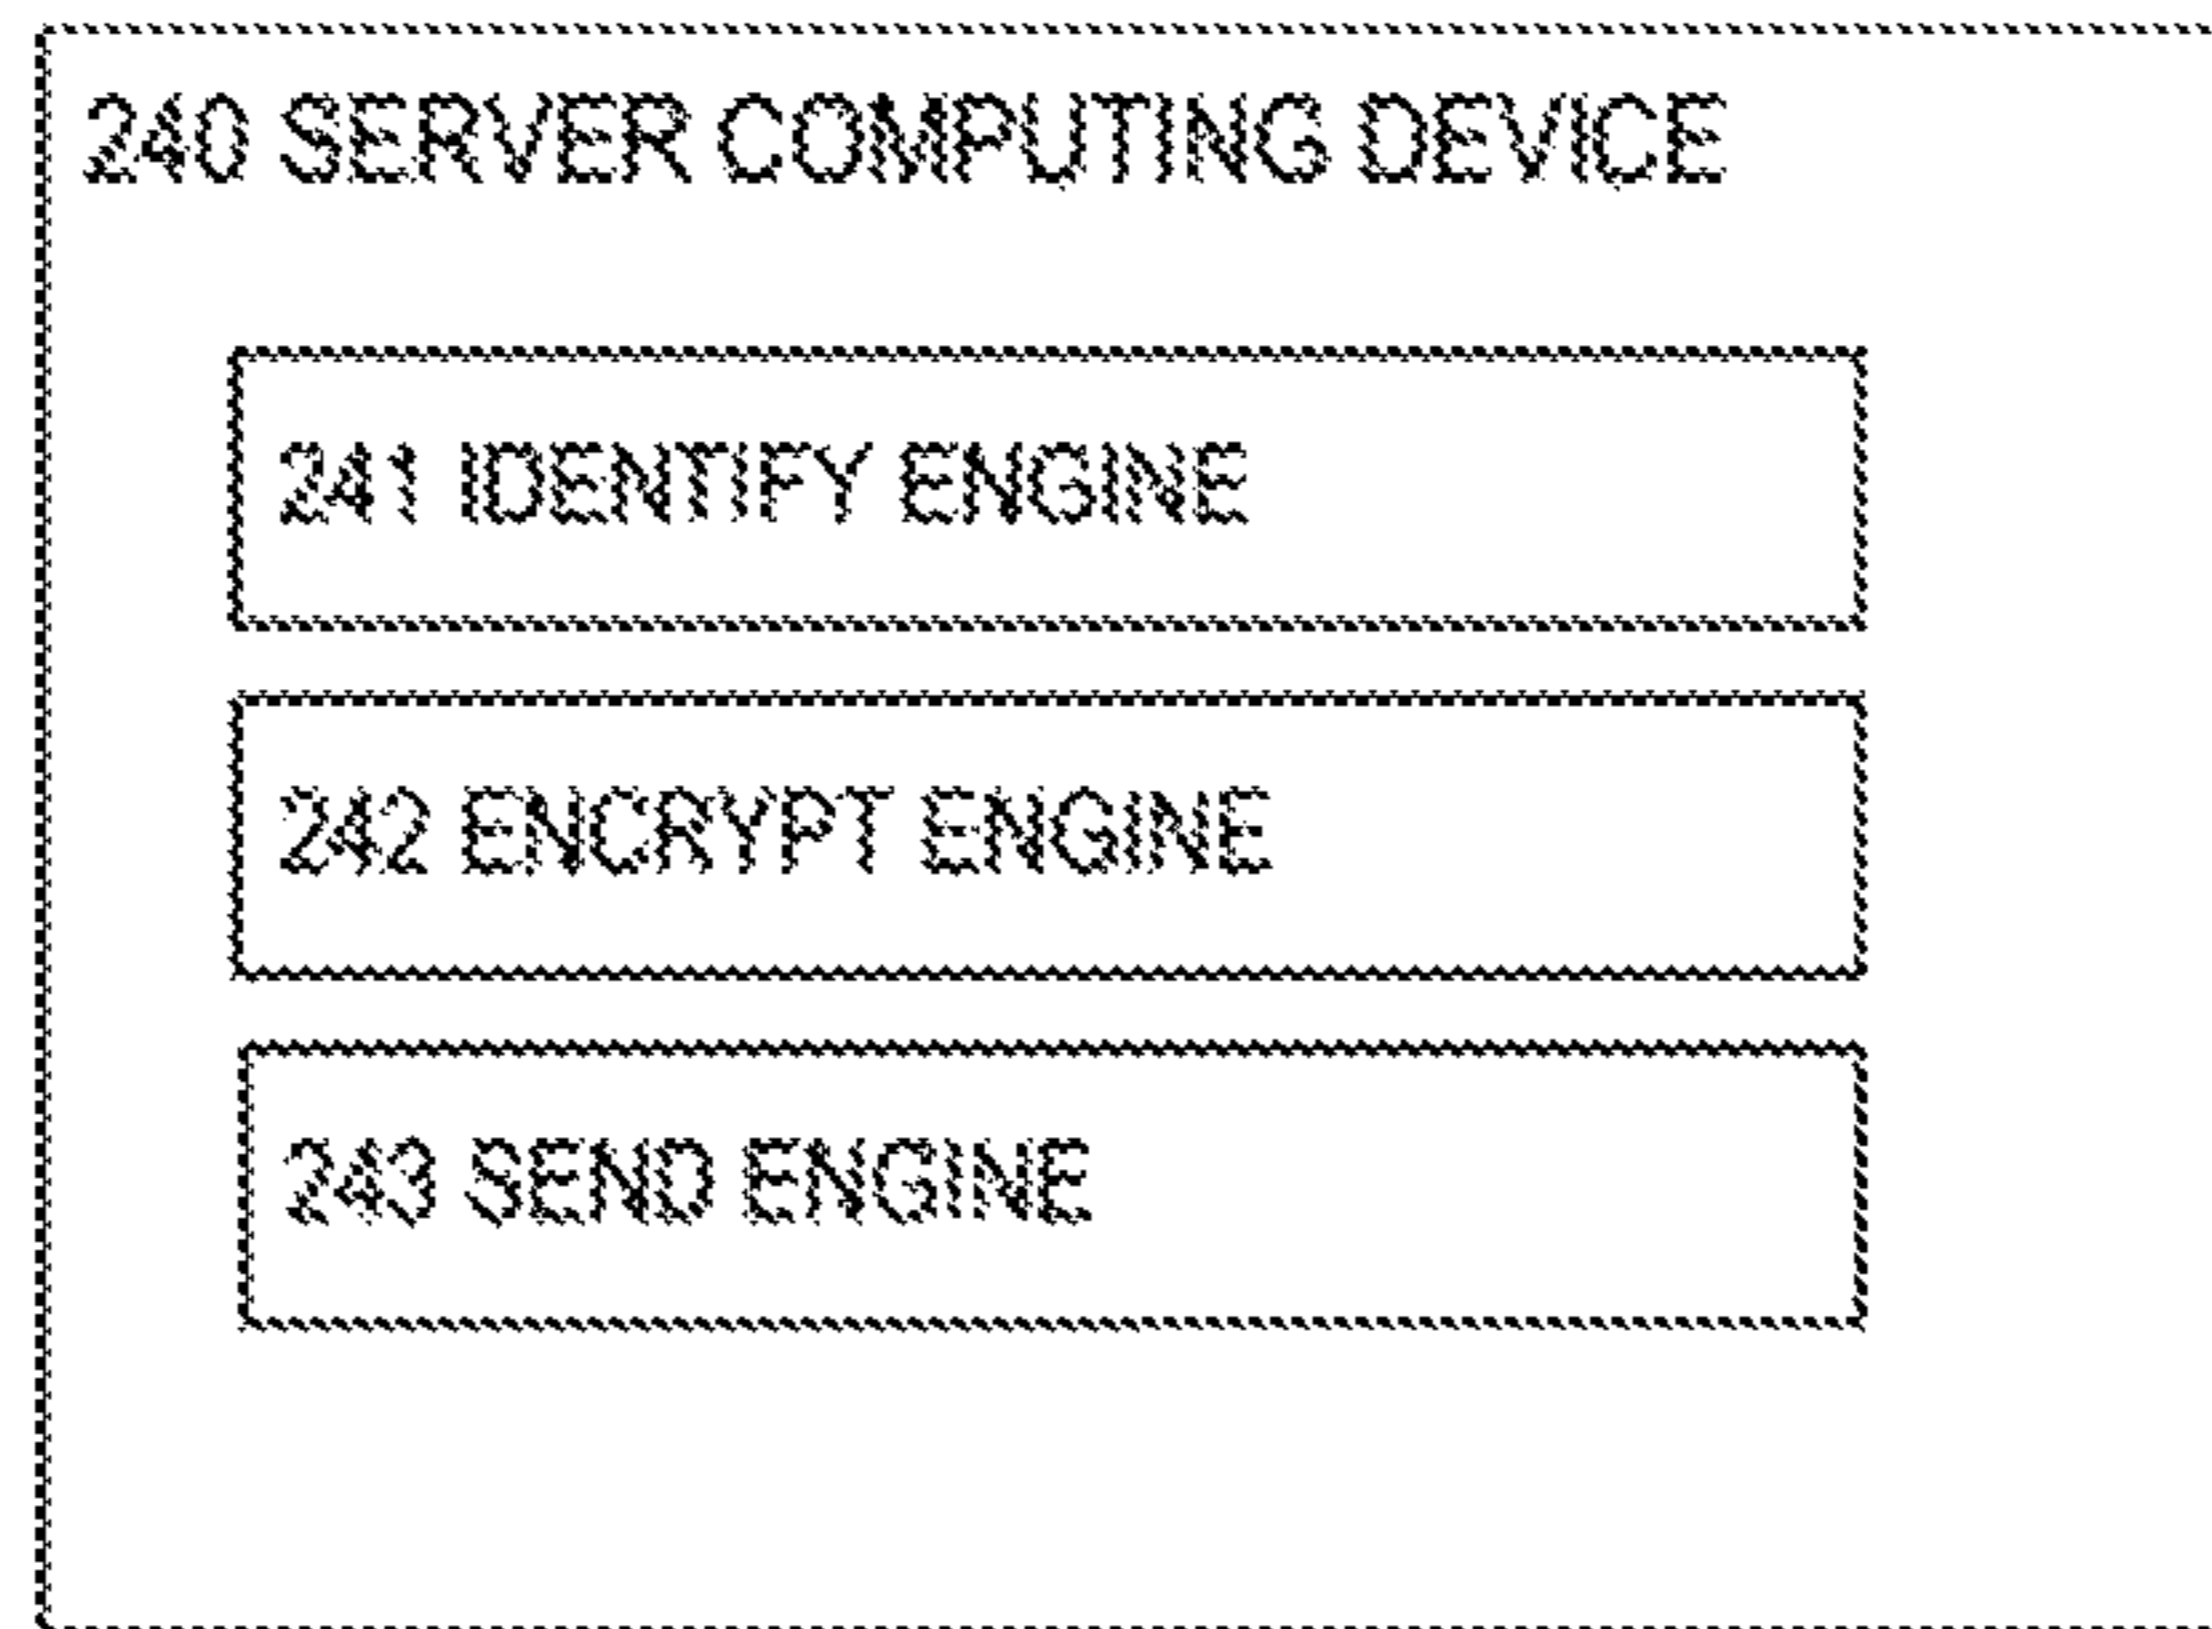 240 SERVER COMPUTING DEVICE
241 IDENTIFY ENGINE
242 ENCRYPT ENGINE
243 SEND ENGINE